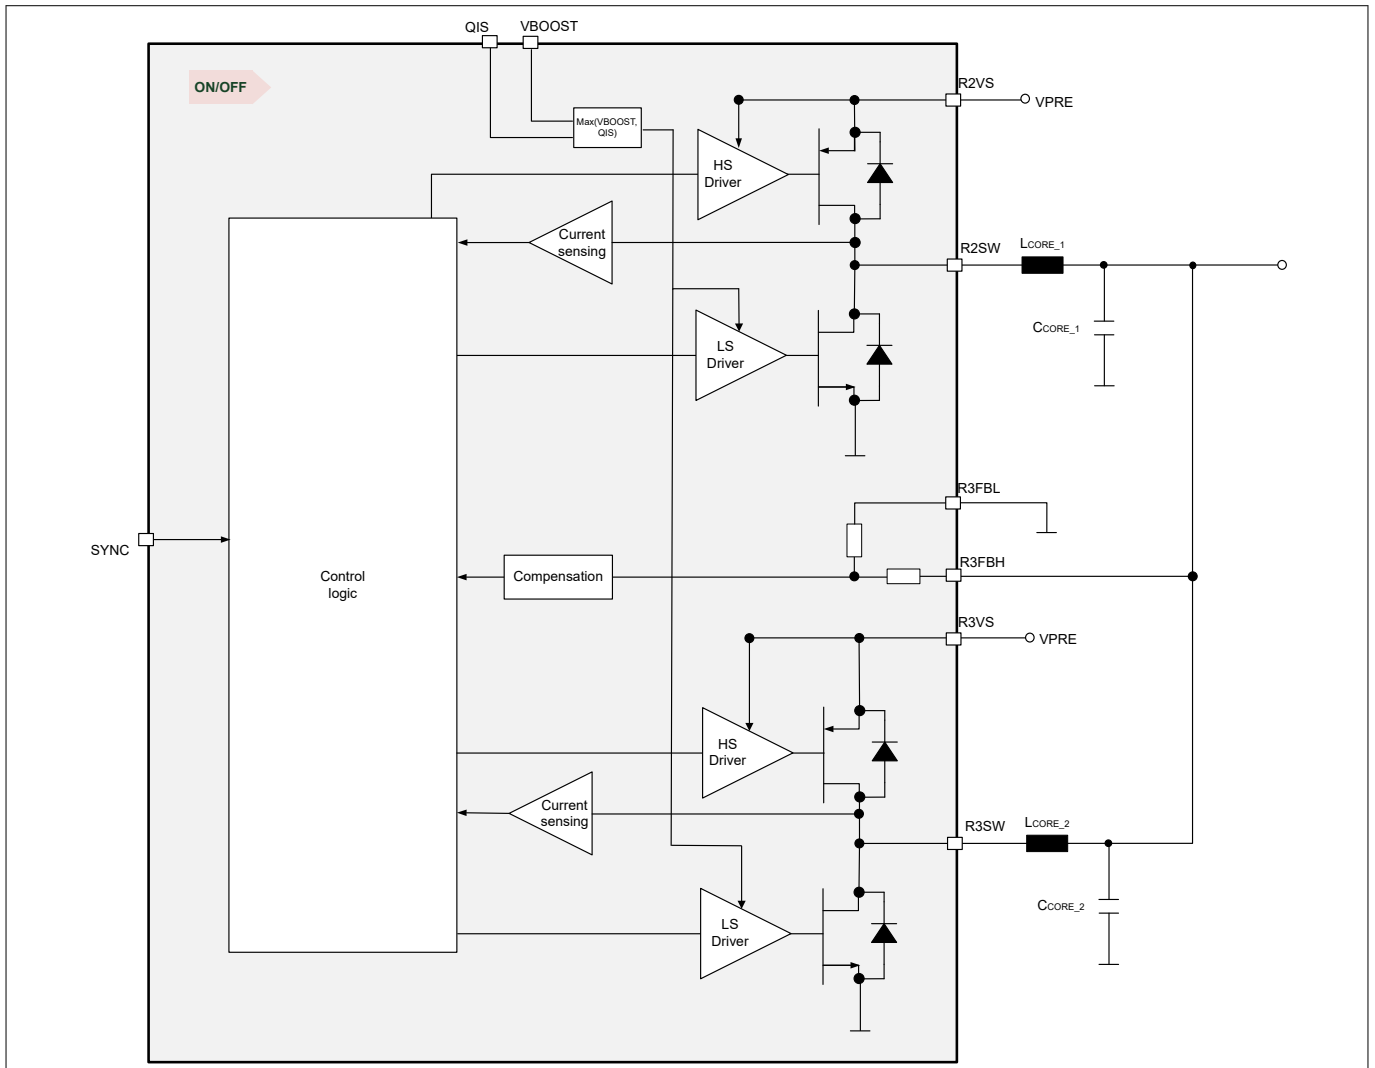 QIS
VBOOST
ON/OFF
R2VS
VPRE
Max(VBOOST,
QIS)
HS
Driver
Current
sensing
R2SW
LCORE_1
CCORE_1
LS
Driver
R3FBL
SYNC
R3FBH
Compensation
Control
logic
R3VS
VPRE
HS
Driver
Current
sensing
R3SW
LCORE_2
CCORE_2
LS
Driver